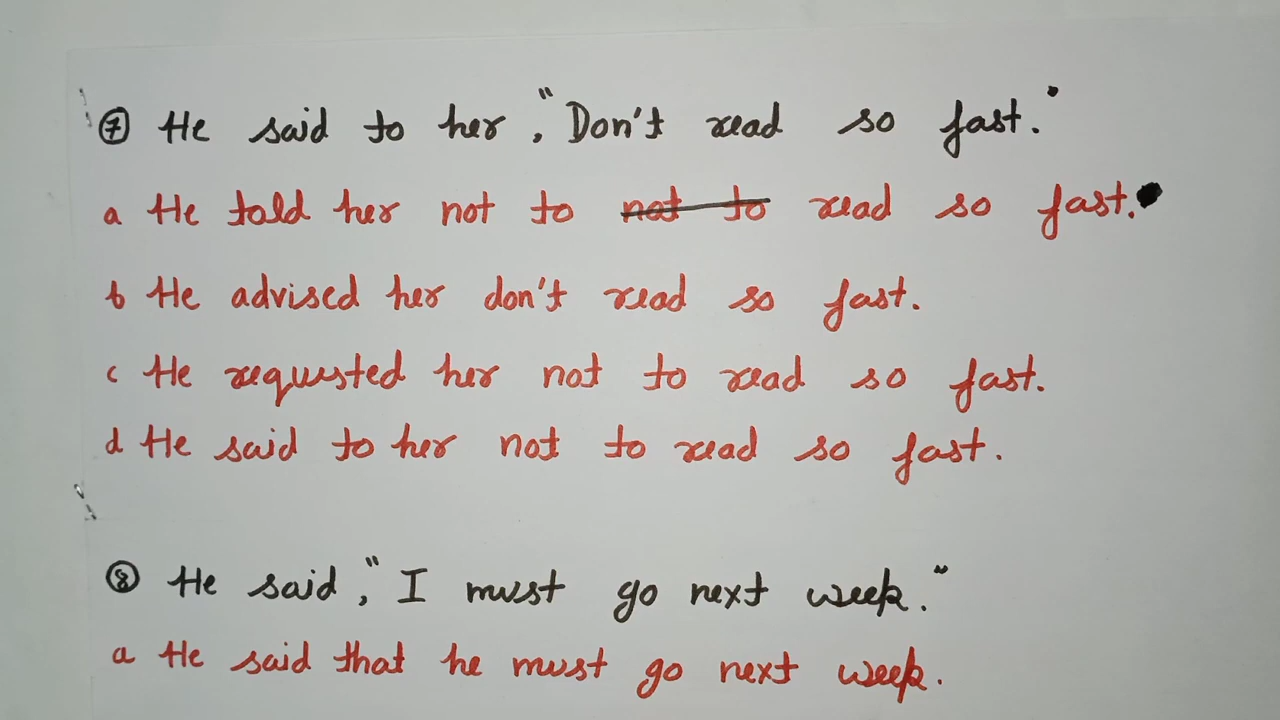 ⑦ He said to her, "Don't read so fast."
a He told her not to not to read so fast.
b He advised her don't read so fast.
c He requested her not to read so fast.
d He said to her not to read so fast.
⑧ He said, "I must go next week."
a He said that he must go next week.